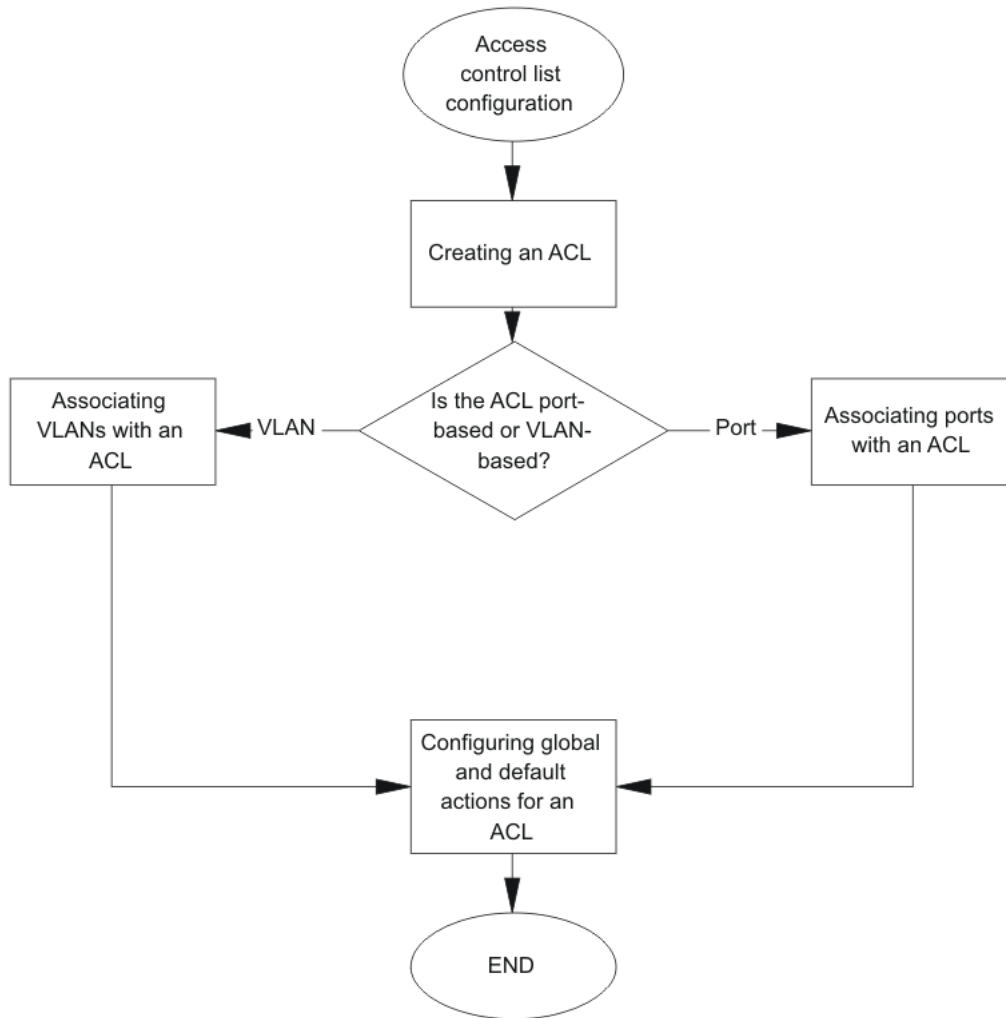 Access
control list
configuration
Creating an ACL
Is the ACL port-
based or VLAN-
based?
VLAN
Port
Associating
VLANs with an
ACL
Associating ports
with an ACL
Configuring global
and default
actions for an
ACL
END